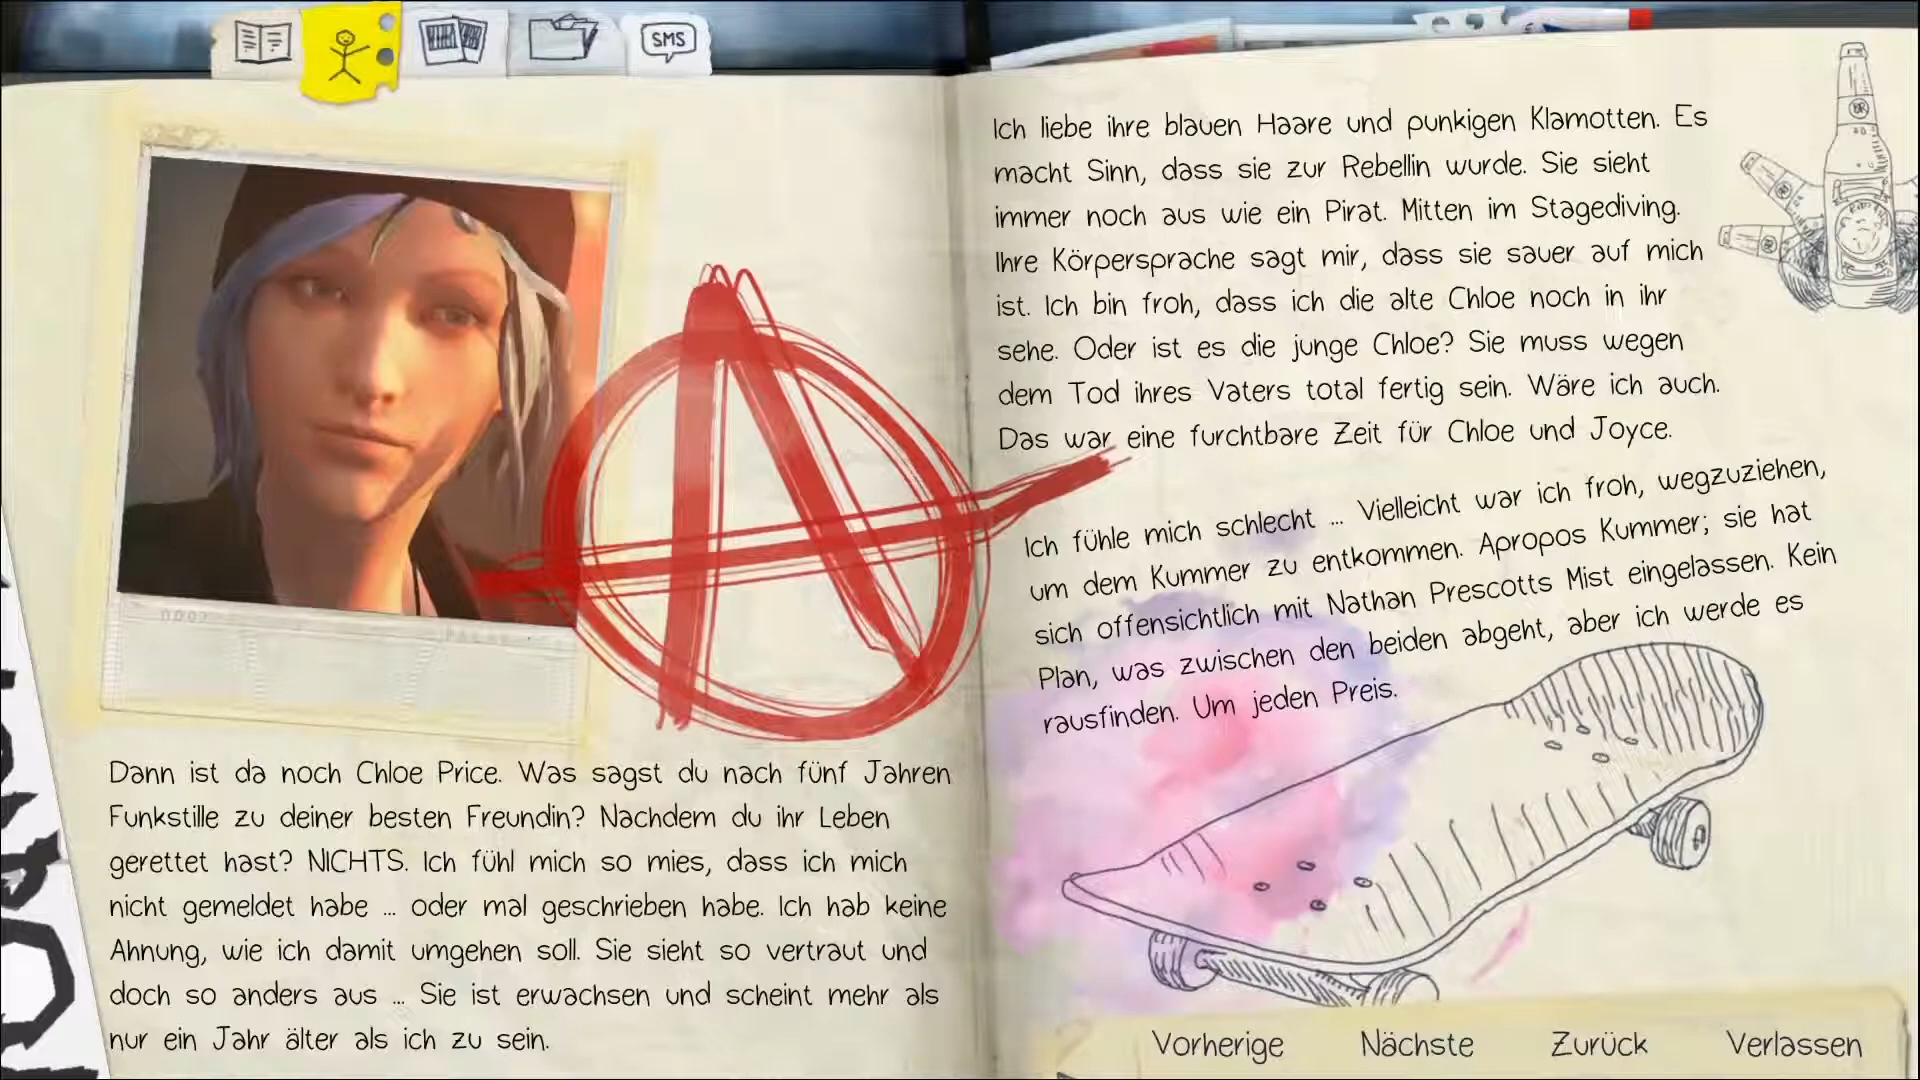 SMS
Dann ist da noch Chloe Price. Was sagst du nach fünf Jahren
Funkstille zu deiner besten Freundin? Nachdem du ihr Leben
gerettet hast? NICHTS. Ich fühl mich so mies, dass ich mich
nicht gemeldet habe ... oder mal geschrieben habe. Ich hab keine
Ahnung, wie ich damit umgehen soll. Sie sieht so vertraut und
doch so anders aus ... Sie ist erwachsen und scheint mehr als
nur ein Jahr älter als ich zu sein.
Ich liebe ihre blauen Haare und punkigen Klamotten. Es
macht Sinn, dass sie zur Rebellin wurde. Sie sieht
immer noch aus wie ein Pirat. Mitten im Stagediving.
Ihre Körpersprache sagt mir, dass sie sauer auf mich
ist. Ich bin froh, dass ich die alte Chloe noch in ihr
sehe. Oder ist es die junge Chloe? Sie muss wegen
dem Tod ihres Vaters total fertig sein. Wäre ich auch.
Das war eine furchtbare Zeit für Chloe und Joyce.
Ich fühle mich schlecht ... Vielleicht war ich froh, wegzuziehen,
um dem Kummer zu entkommen. Apropos Kummer; sie hat
sich offensichtlich mit Nathan Prescotts Mist eingelassen. Kein
Plan, was zwischen den beiden abgeht, aber ich werde es
rausfinden. Um jeden Preis.
Vorherige Nächste Zurück Verlassen